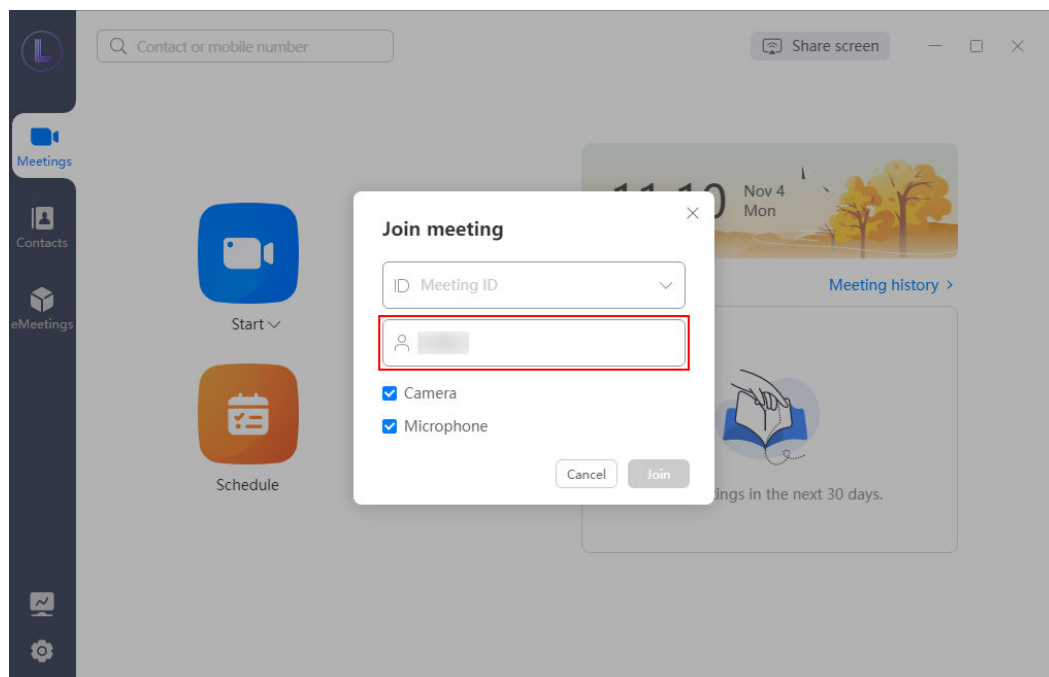 L
Contact or mobile number
Share screen
Meetings
Contacts
eMeetings
Nov 4
Mon
Meeting history >
Start
Schedule
Join meeting
ID Meeting ID
Camera
Microphone
Cancel
Join
ings in the next 30 days.